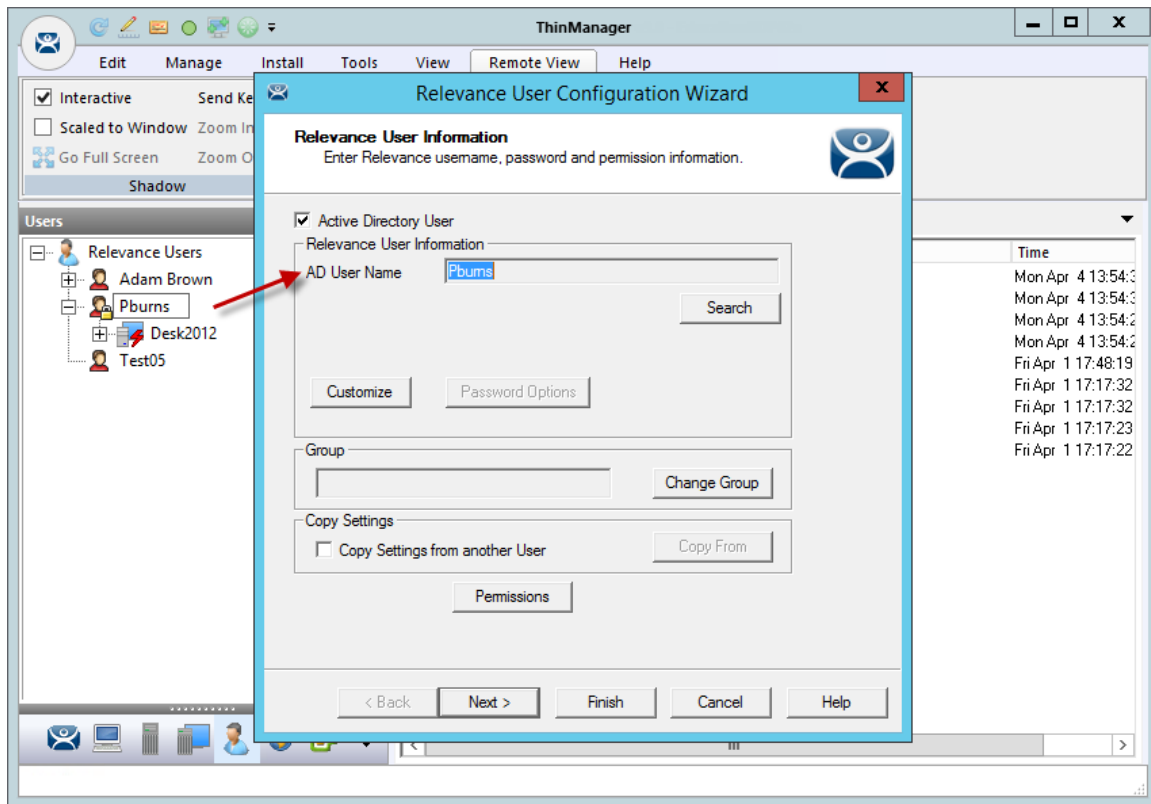 ThinManager
Edit Manage Install Tools View Remote View Help
Interactive Send Ke
Scaled to Window Zoom In
Go Full Screen Zoom O
Shadow
Relevance User Configuration Wizard
Relevance User Information
Enter Relevance username, password and permission information.
Users
Relevance Users
Adam Brown
Pburns
Desk2012
Test05
Active Directory User
Relevance User Information
AD User Name Pburns
Search
Customize Password Options
Group
Change Group
Copy Settings
Copy Settings from another User Copy From
Permissions
< Back Next > Finish Cancel Help
Time
Mon Apr 4 13:54:3
Mon Apr 4 13:54:3
Mon Apr 4 13:54:2
Mon Apr 4 13:54:2
Fri Apr 1 17:48:19
Fri Apr 1 17:17:32
Fri Apr 1 17:17:32
Fri Apr 1 17:17:23
Fri Apr 1 17:17:22